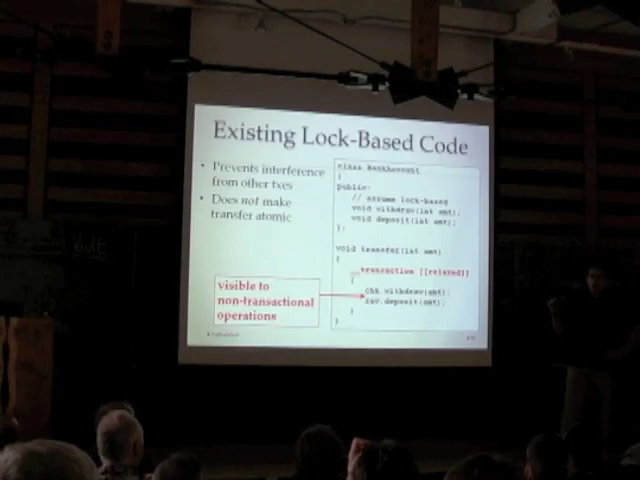 Existing Lock-Based Code
• Prevents interference
from other txes
• Does not make
transfer atomic
class BankAccount
{
public:
// assume lock-based
void withdraw(int amt);
void deposit(int amt);
};
void transfer(int amt)
{
__transaction [[relaxed]]
{
chk.withdraw(amt);
sav.deposit(amt);
}
}
visible to
non-transactional
operations